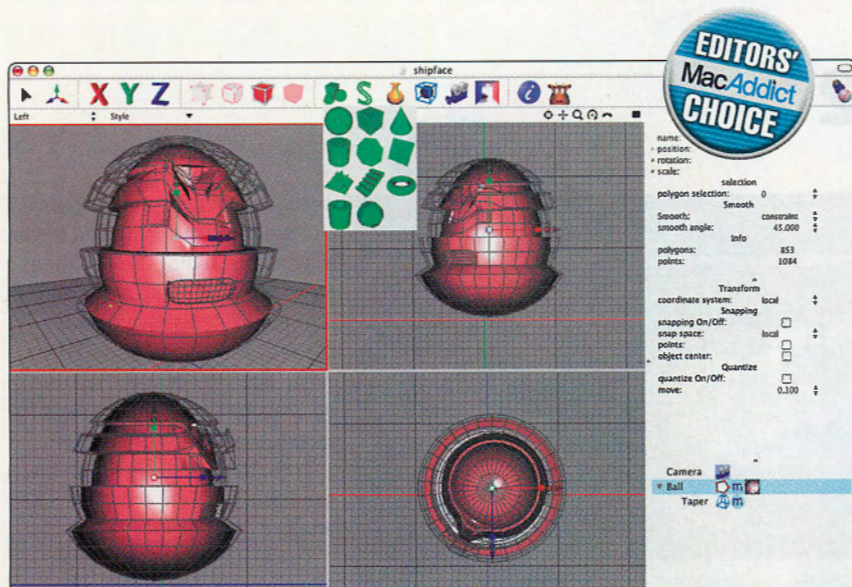 EDITORS'
MacAddict
CHOICE
shipface
X Y Z
S
Left
Style
name:
position:
rotation:
scale:
selection
polygon selection: 0
Smooth
Smooth: constraint
smooth angle: 45.000
Info
polygons: 853
points: 1084
Transform
coordinate system: local
Snapping
snapping On/Off:
snap space: local
points:
object center:
Quantize
quantize On/Off:
move: 0.100
Camera
Ball m
Taper m